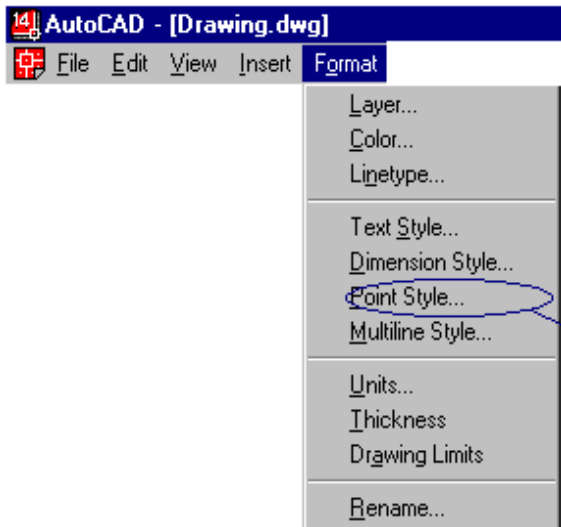 14 AutoCAD - [Drawing.dwg]
File Edit View Insert Format
Layer...
Color...
Linetype...
Text Style...
Dimension Style...
Point Style...
Multiline Style...
Units...
Thickness
Drawing Limits
Rename...